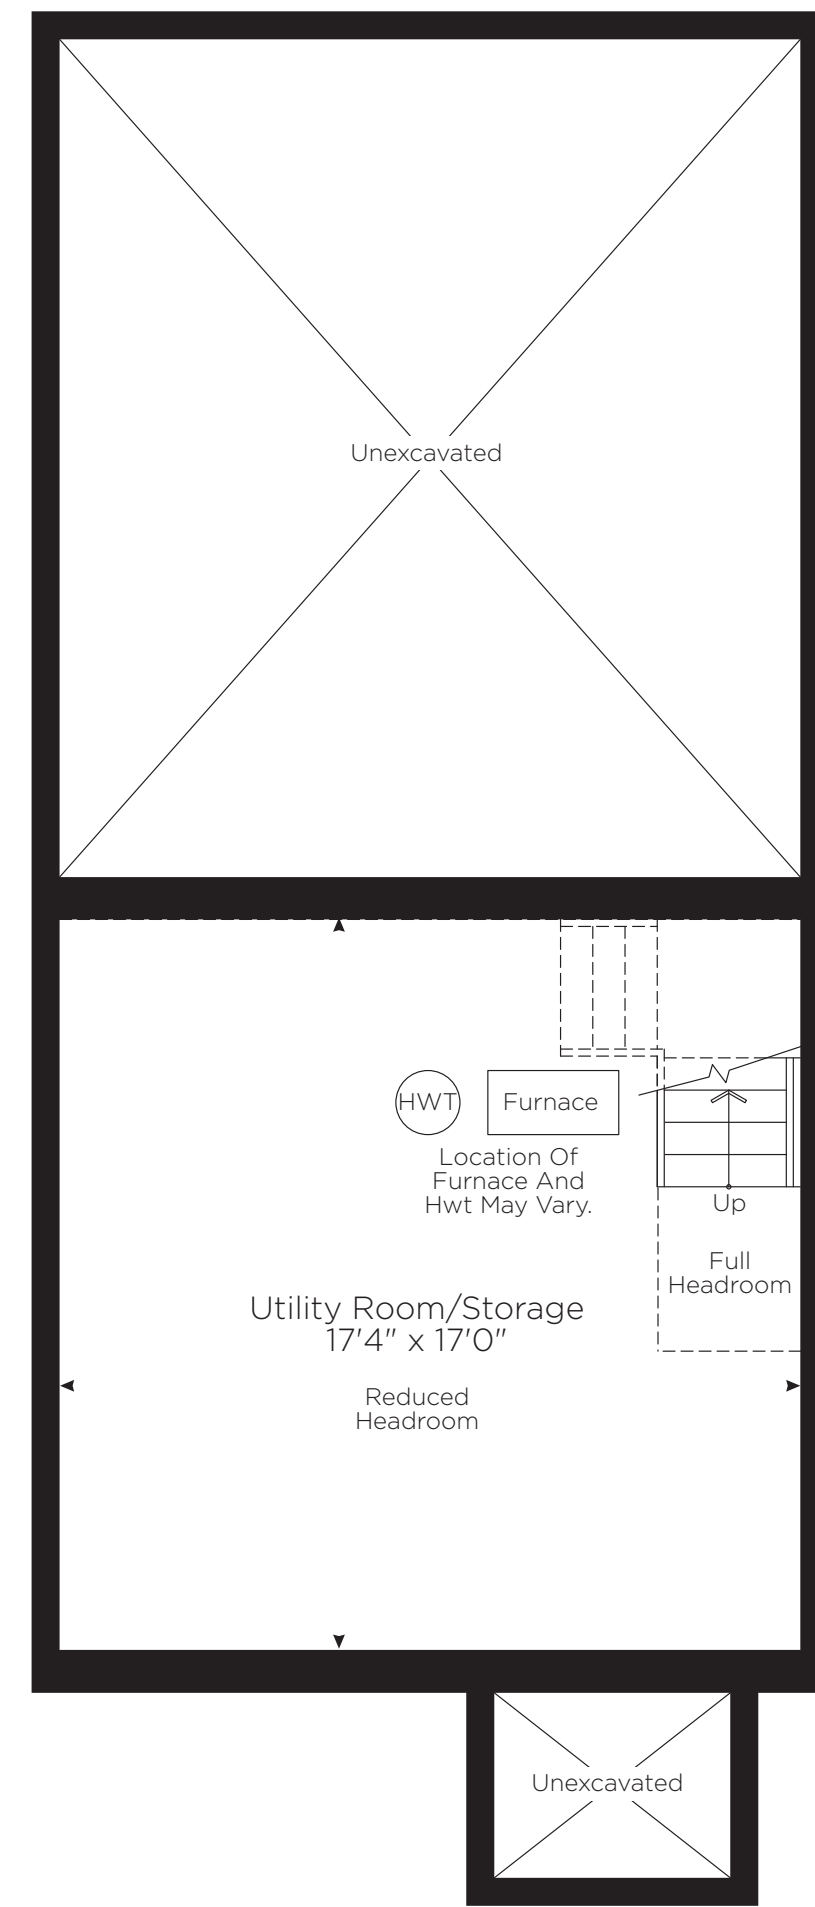 Unexcavated
HWT
Furnace
Location Of
Furnace And
Hwt May Vary.
Up
Full
Headroom
Utility Room/Storage
17'4" x 17'0"
Reduced
Headroom
Unexcavated